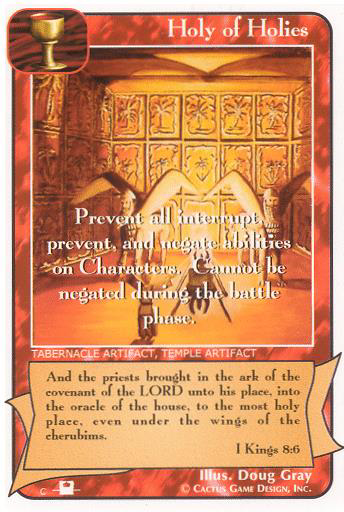 Holy of Holies
Prevent all interrupt,
prevent, and negate abilities
on Characters. Cannot be
negated during the battle
phase.
TABERNACLE ARTIFACT, TEMPLE ARTIFACT
And the priests brought in the ark of the
covenant of the LORD unto his place, into
the oracle of the house, to the most holy
place, even under the wings of the
cherubims.
I Kings 8:6
Illus. Doug Gray
C
© CACTUS GAME DESIGN, INC.